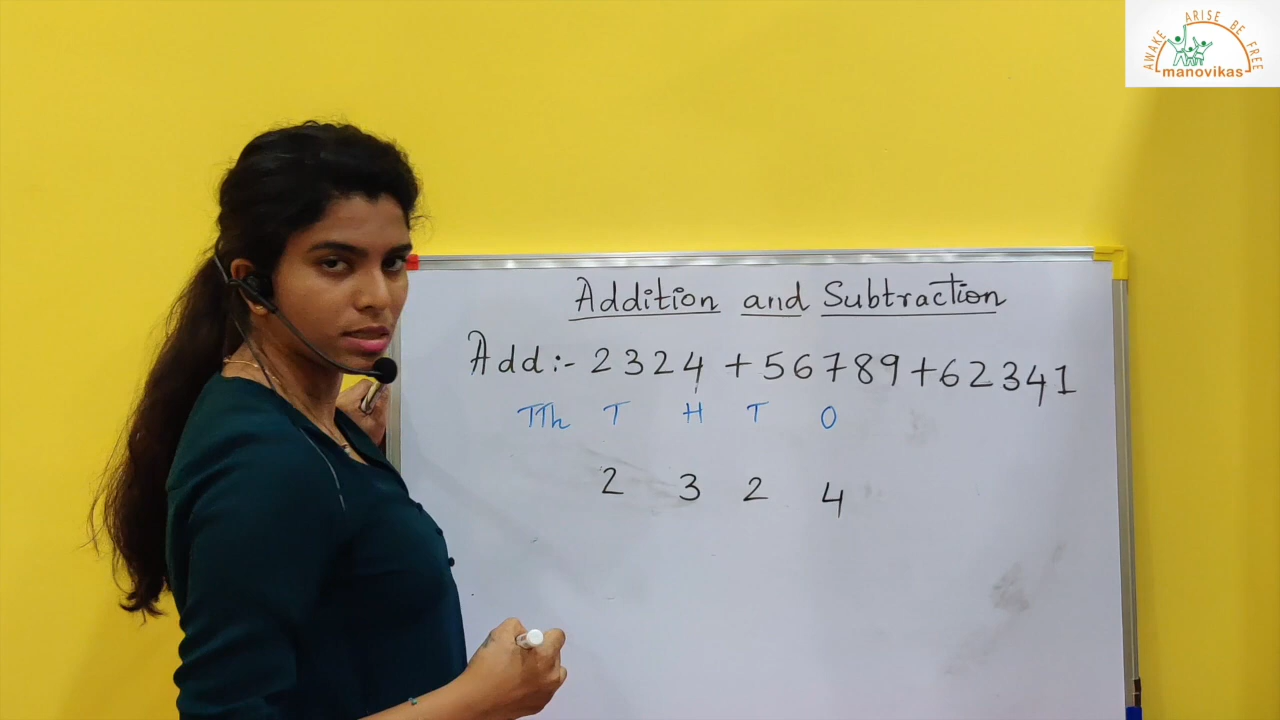 AWAKE ARISE BE FREE
manovikas
Addition and Subtraction
Add:- 2324 + 56789 + 62341
TTh T H T O
2 3 2 4